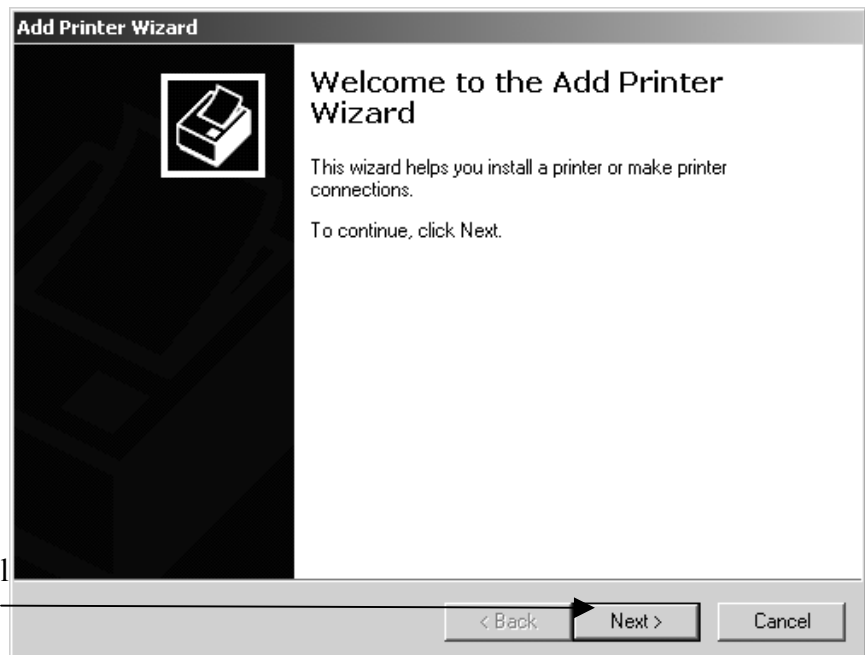 Add Printer Wizard
Welcome to the Add Printer
Wizard
This wizard helps you install a printer or make printer
connections.
To continue, click Next.
< Back
Next >
Cancel